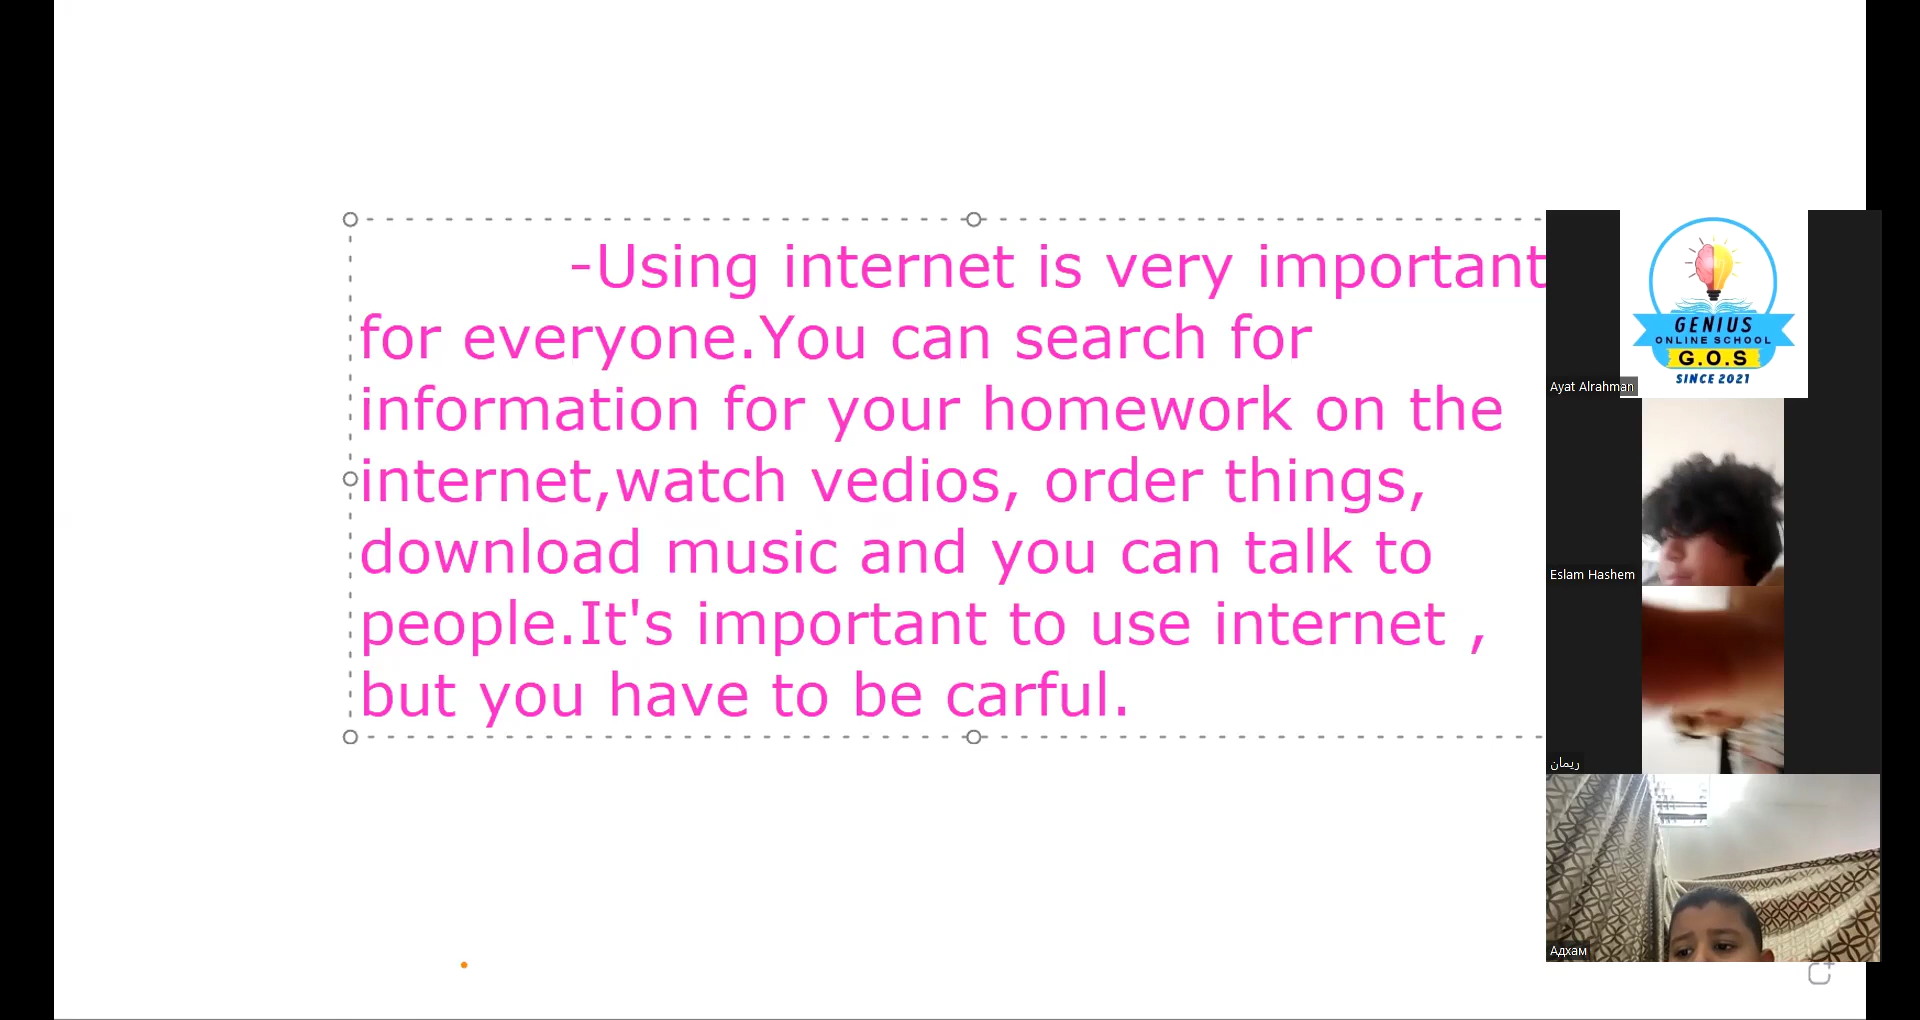 -Using internet is very important
for everyone.You can search for
information for your homework on the
internet,watch vedios, order things,
download music and you can talk to
people.It's important to use internet ,
but you have to be carful.
GENIUS
ONLINE SCHOOL
G.O.S
SINCE 2021
Ayat Alrahman
Eslam Hashem
ريمان
Адхам